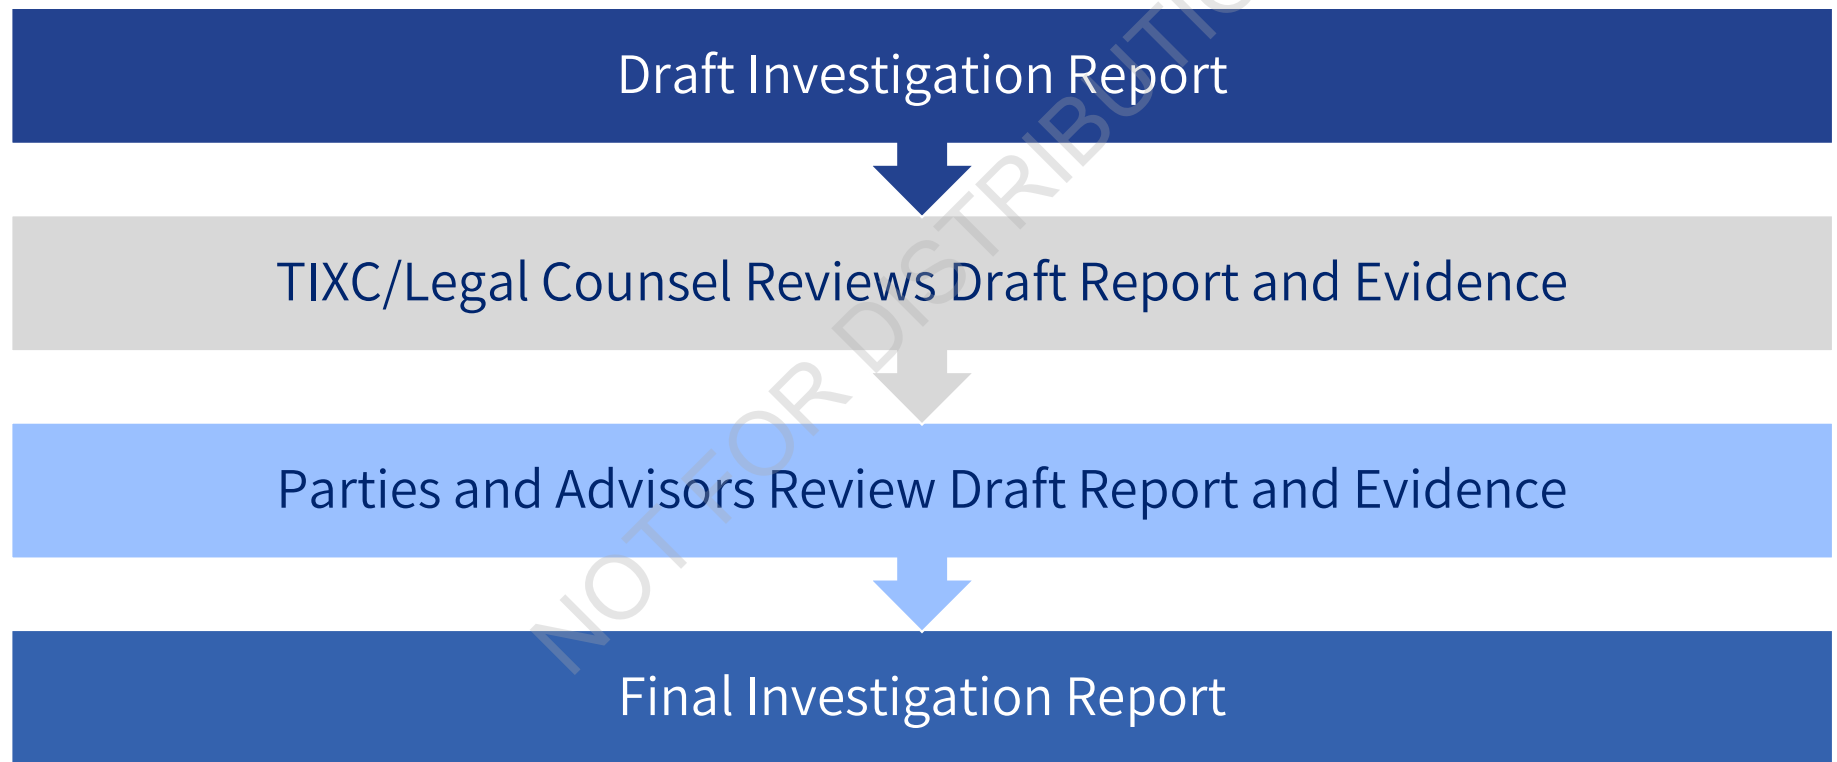 Draft Investigation Report
TIXC/Legal Counsel Reviews Draft Report and Evidence
Parties and Advisors Review Draft Report and Evidence
Final Investigation Report
NOT FOR DISTRIBUTIO